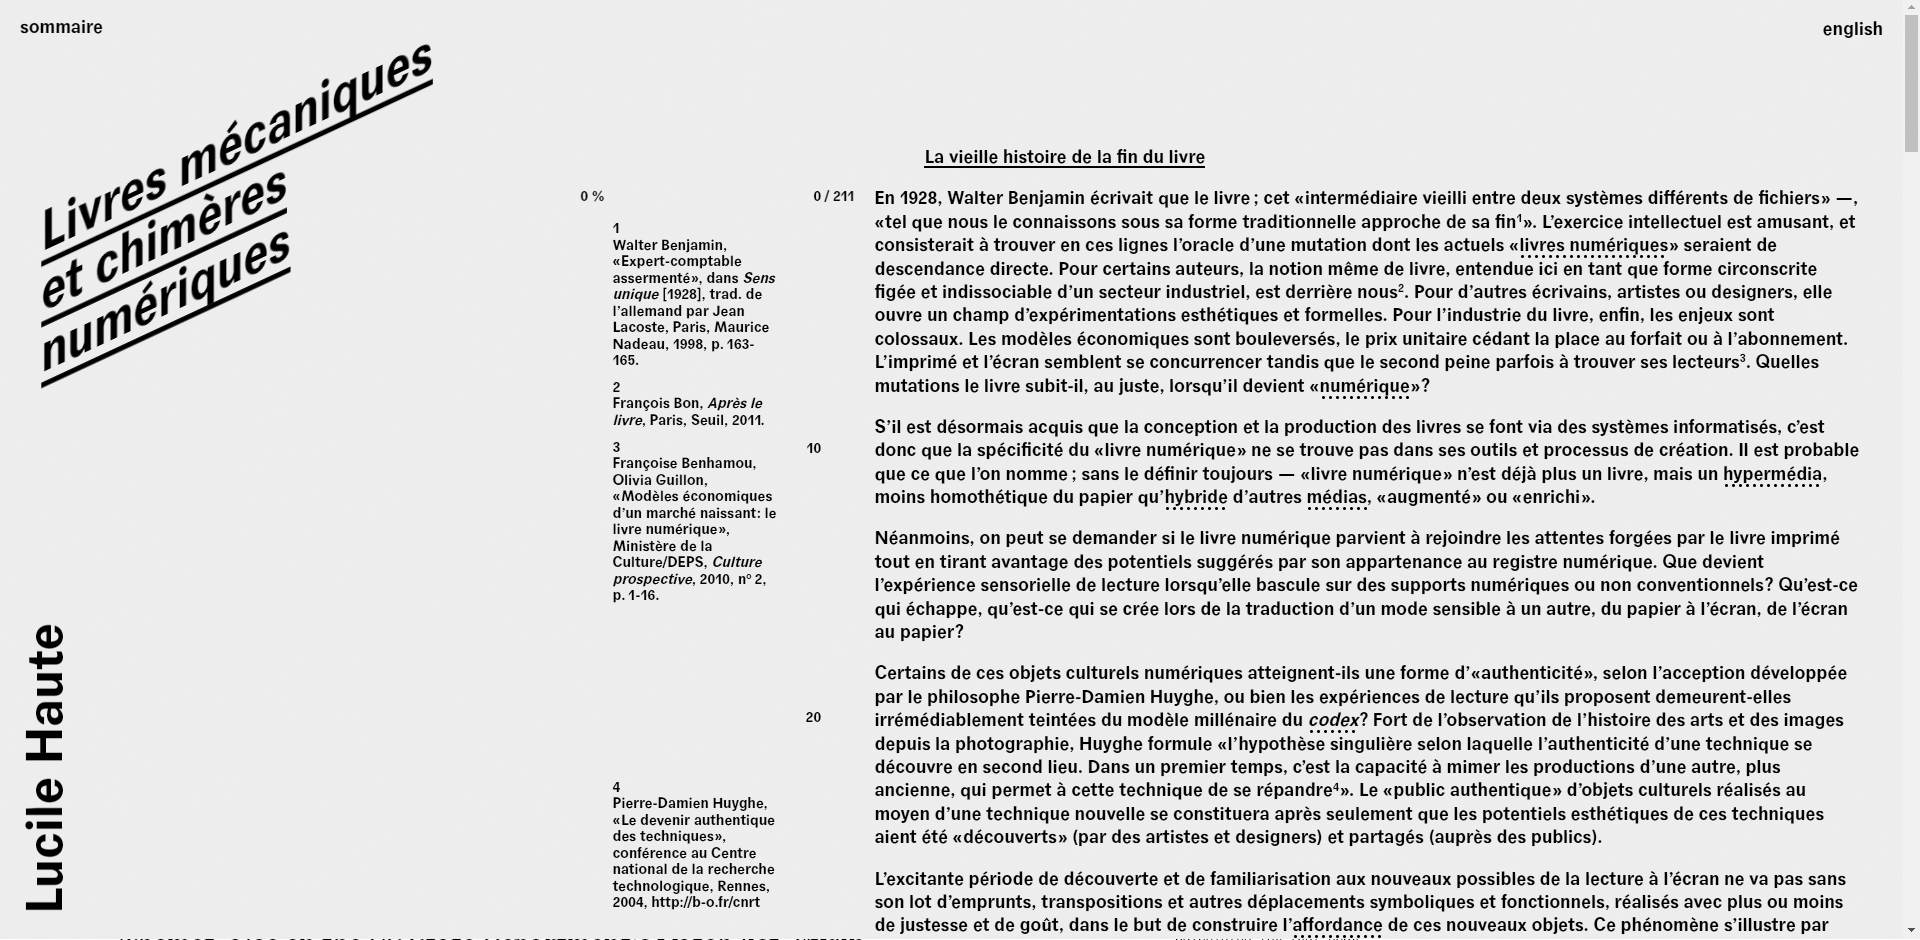 sommaire
english
Livres mécaniques
et chimères
numériques
Lucile Haute
La vieille histoire de la fin du livre
0 %
0 / 211
1
Walter Benjamin,
«Expert-comptable
assermenté», dans Sens
unique [1928], trad. de
l’allemand par Jean
Lacoste, Paris, Maurice
Nadeau, 1998, p. 163-
165.
2
François Bon, Après le
livre, Paris, Seuil, 2011.
3
Françoise Benhamou,
Olivia Guillon,
«Modèles économiques
d’un marché naissant: le
livre numérique»,
Ministère de la
Culture/DEPS, Culture
prospective, 2010, nº 2,
p. 1-16.
4
Pierre-Damien Huyghe,
«Le devenir authentique
des techniques»,
conférence au Centre
national de la recherche
technologique, Rennes,
2004, http://b-o.fr/cnrt
10
20
En 1928, Walter Benjamin écrivait que le livre ; cet «intermédiaire vieilli entre deux systèmes différents de fichiers» —,
«tel que nous le connaissons sous sa forme traditionnelle approche de sa fin¹». L’exercice intellectuel est amusant, et
consisterait à trouver en ces lignes l’oracle d’une mutation dont les actuels «livres numériques» seraient de
descendance directe. Pour certains auteurs, la notion même de livre, entendue ici en tant que forme circonscrite
figée et indissociable d’un secteur industriel, est derrière nous². Pour d’autres écrivains, artistes ou designers, elle
ouvre un champ d’expérimentations esthétiques et formelles. Pour l’industrie du livre, enfin, les enjeux sont
colossaux. Les modèles économiques sont bouleversés, le prix unitaire cédant la place au forfait ou à l’abonnement.
L’imprimé et l’écran semblent se concurrencer tandis que le second peine parfois à trouver ses lecteurs³. Quelles
mutations le livre subit-il, au juste, lorsqu’il devient «numérique»?
S’il est désormais acquis que la conception et la production des livres se font via des systèmes informatisés, c’est
donc que la spécificité du «livre numérique» ne se trouve pas dans ses outils et processus de création. Il est probable
que ce que l’on nomme ; sans le définir toujours — «livre numérique» n’est déjà plus un livre, mais un hypermédia,
moins homothétique du papier qu’hybride d’autres médias, «augmenté» ou «enrichi».
Néanmoins, on peut se demander si le livre numérique parvient à rejoindre les attentes forgées par le livre imprimé
tout en tirant avantage des potentiels suggérés par son appartenance au registre numérique. Que devient
l’expérience sensorielle de lecture lorsqu’elle bascule sur des supports numériques ou non conventionnels? Qu’est-ce
qui échappe, qu’est-ce qui se crée lors de la traduction d’un mode sensible à un autre, du papier à l’écran, de l’écran
au papier?
Certains de ces objets culturels numériques atteignent-ils une forme d’«authenticité», selon l’acception développée
par le philosophe Pierre-Damien Huyghe, ou bien les expériences de lecture qu’ils proposent demeurent-elles
irrémédiablement teintées du modèle millénaire du codex? Fort de l’observation de l’histoire des arts et des images
depuis la photographie, Huyghe formule «l’hypothèse singulière selon laquelle l’authenticité d’une technique se
découvre en second lieu. Dans un premier temps, c’est la capacité à mimer les productions d’une autre, plus
ancienne, qui permet à cette technique de se répandre⁴». Le «public authentique» d’objets culturels réalisés au
moyen d’une technique nouvelle se constituera après seulement que les potentiels esthétiques de ces techniques
aient été «découverts» (par des artistes et designers) et partagés (auprès des publics).
L’excitante période de découverte et de familiarisation aux nouveaux possibles de la lecture à l’écran ne va pas sans
son lot d’emprunts, transpositions et autres déplacements symboliques et fonctionnels, réalisés avec plus ou moins
de justesse et de goût, dans le but de construire l’affordance de ces nouveaux objets. Ce phénomène s’illustre par